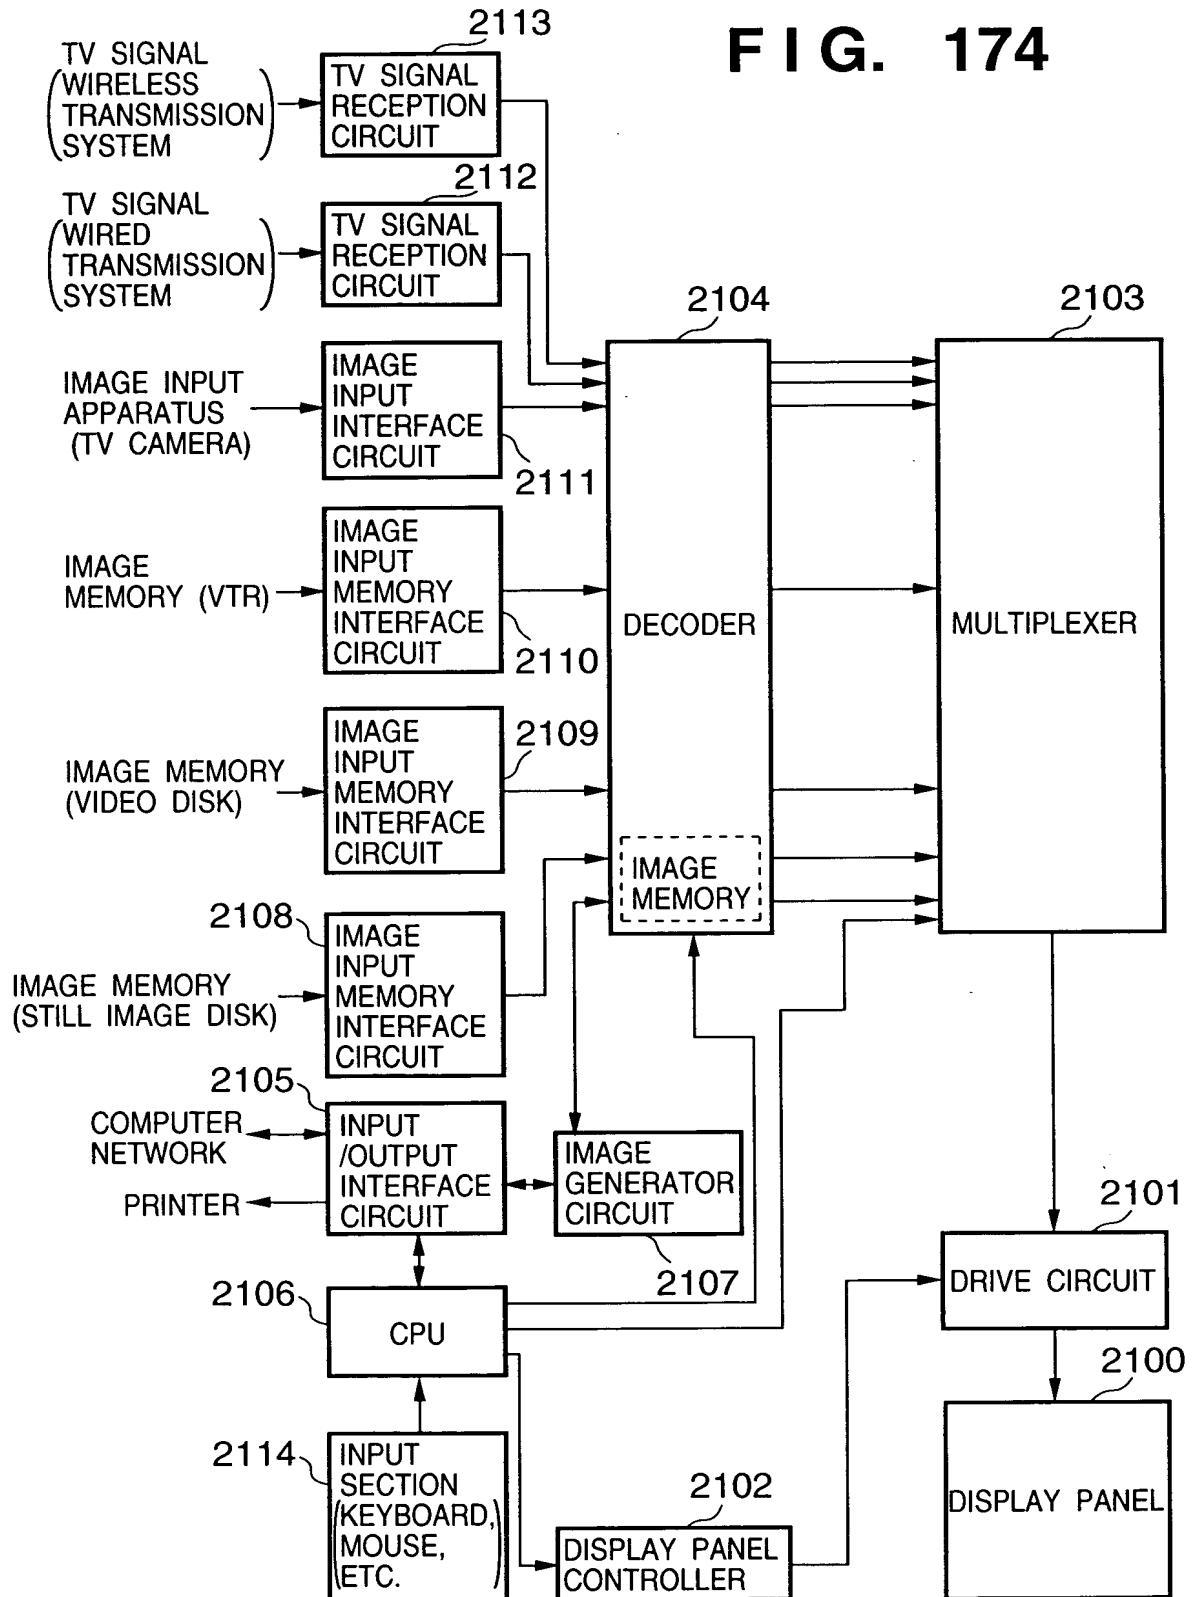 FIG. 174
2113
TV SIGNAL
(WIRELESS
TRANSMISSION
SYSTEM)
TV SIGNAL
RECEPTION
CIRCUIT
2112
TV SIGNAL
(WIRED
TRANSMISSION
SYSTEM)
TV SIGNAL
RECEPTION
CIRCUIT
2104
2103
IMAGE INPUT
APPARATUS
(TV CAMERA)
IMAGE
INPUT
INTERFACE
CIRCUIT
2111
IMAGE
MEMORY (VTR)
IMAGE
INPUT
MEMORY
INTERFACE
CIRCUIT
2110
DECODER
MULTIPLEXER
IMAGE MEMORY
(VIDEO DISK)
IMAGE
INPUT
MEMORY
INTERFACE
CIRCUIT
2109
IMAGE
MEMORY
2108
IMAGE MEMORY
(STILL IMAGE DISK)
IMAGE
INPUT
MEMORY
INTERFACE
CIRCUIT
2105
COMPUTER
NETWORK
PRINTER
INPUT
/OUTPUT
INTERFACE
CIRCUIT
IMAGE
GENERATOR
CIRCUIT
2107
2101
DRIVE CIRCUIT
2106
CPU
2100
DISPLAY PANEL
2114
INPUT
SECTION
(KEYBOARD,
MOUSE,
ETC.)
2102
DISPLAY PANEL
CONTROLLER